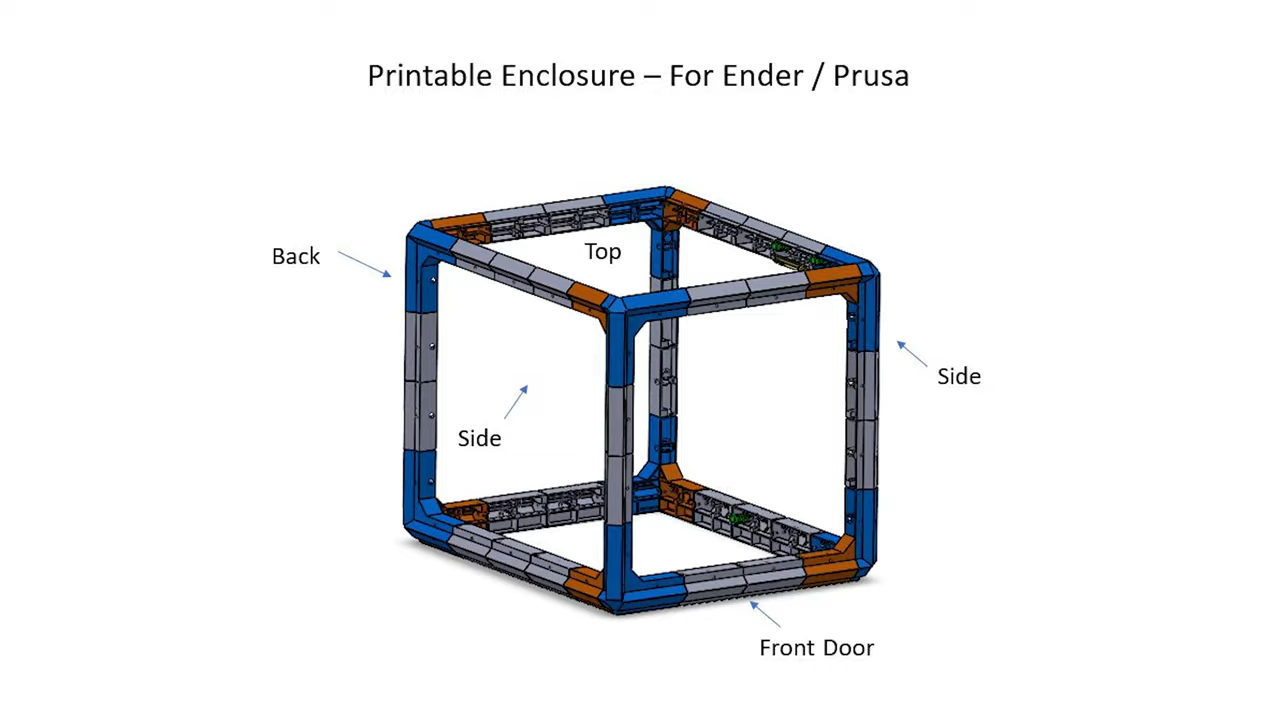 Printable Enclosure – For Ender / Prusa
Top
Back
Side
Side
Front Door